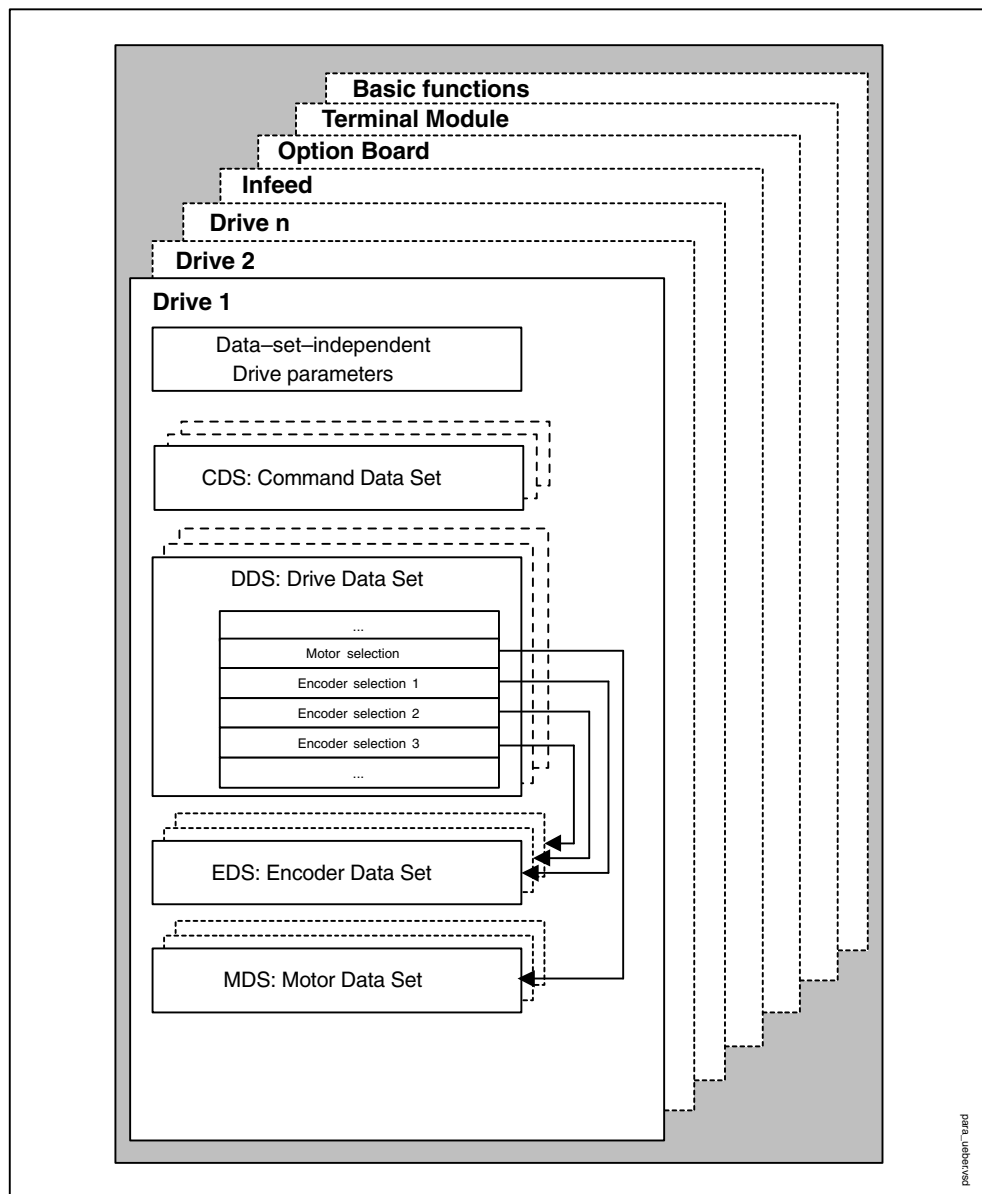 Basic functions
Terminal Module
Option Board
Infeed
Drive n
Drive 2
Drive 1
Data–set–independent
Drive parameters
CDS: Command Data Set
DDS: Drive Data Set
...
Motor selection
Encoder selection 1
Encoder selection 2
Encoder selection 3
...
EDS: Encoder Data Set
MDS: Motor Data Set
para_ueber.vsd